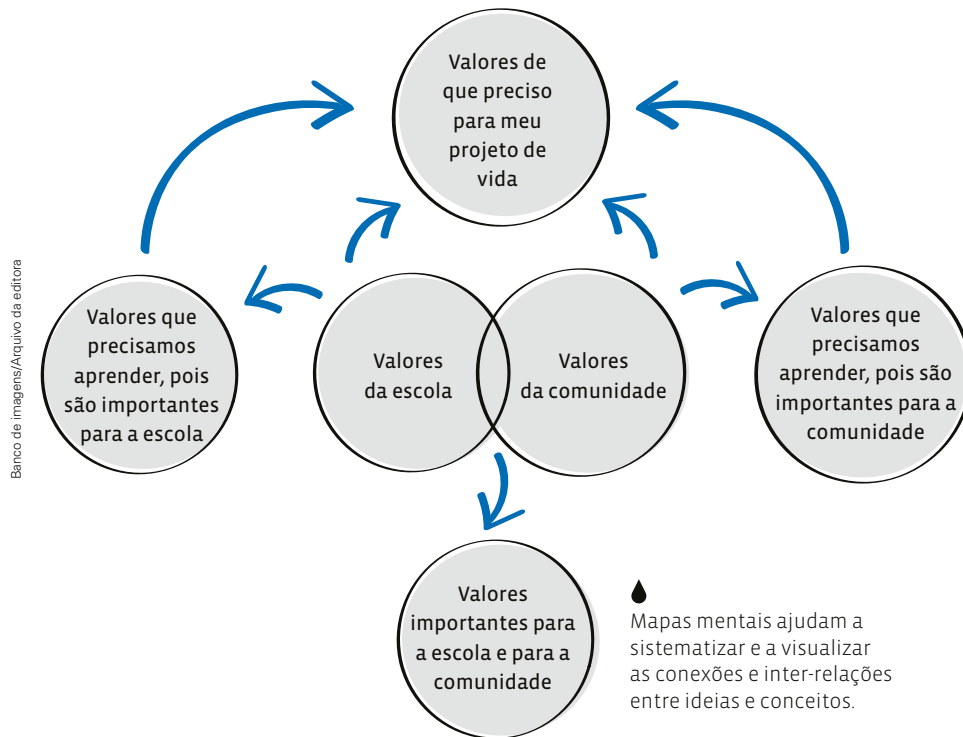 Valores de
que preciso
para meu
projeto de
vida
Banco de imagens/Arquivo da editora
Valores que
precisamos
aprender, pois
são importantes
para a escola
Valores
da escola
Valores
da comunidade
Valores que
precisamos
aprender, pois são
importantes para a
comunidade
Valores
importantes para
a escola e para a
comunidade
Mapas mentais ajudam a
sistematizar e a visualizar
as conexões e inter-relações
entre ideias e conceitos.